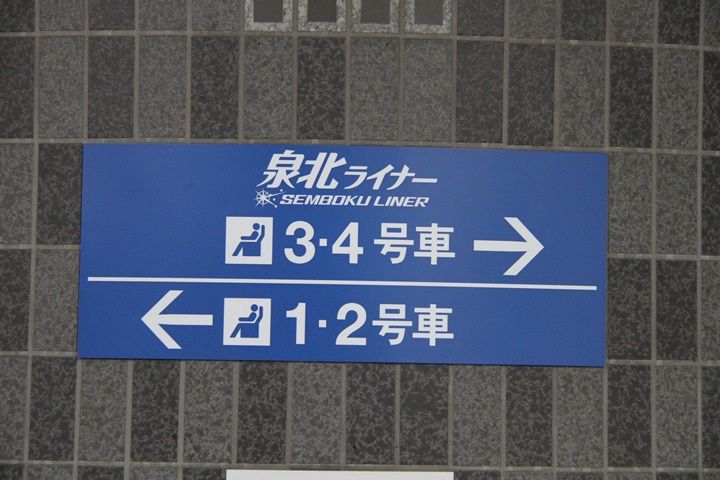 泉北ライナー
SEMBOKU LINER
3・4号車 →
← 1・2号車